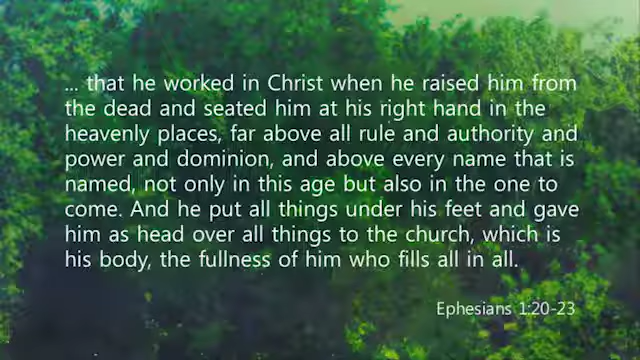 ... that he worked in Christ when he raised him from
the dead and seated him at his right hand in the
heavenly places, far above all rule and authority and
power and dominion, and above every name that is
named, not only in this age but also in the one to
come. And he put all things under his feet and gave
him as head over all things to the church, which is
his body, the fullness of him who fills all in all.
Ephesians 1:20-23